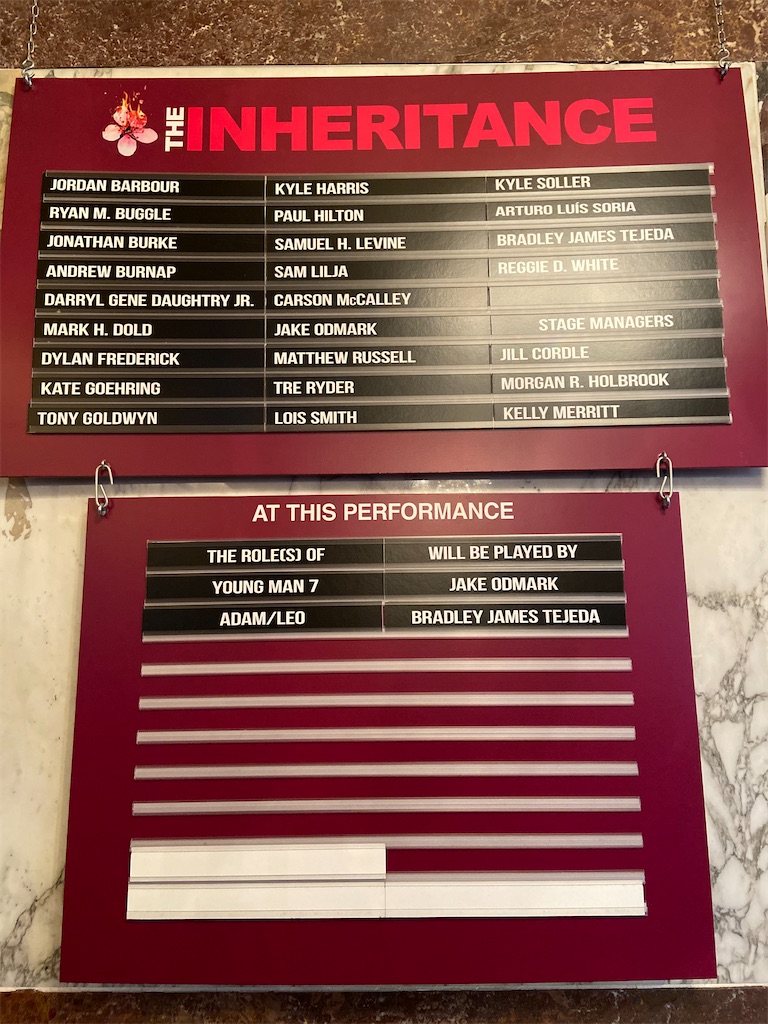 THE INHERITANCE
JORDAN BARBOUR KYLE HARRIS KYLE SOLLER
RYAN M. BUGGLE PAUL HILTON ARTURO LUÍS SORIA
JONATHAN BURKE SAMUEL H. LEVINE BRADLEY JAMES TEJEDA
ANDREW BURNAP SAM LILJA REGGIE D. WHITE
DARRYL GENE DAUGHTRY JR. CARSON McCALLEY
MARK H. DOLD JAKE ODMARK STAGE MANAGERS
DYLAN FREDERICK MATTHEW RUSSELL JILL CORDLE
KATE GOEHRING TRE RYDER MORGAN R. HOLBROOK
TONY GOLDWYN LOIS SMITH KELLY MERRITT
AT THIS PERFORMANCE
THE ROLE(S) OF WILL BE PLAYED BY
YOUNG MAN 7 JAKE ODMARK
ADAM/LEO BRADLEY JAMES TEJEDA